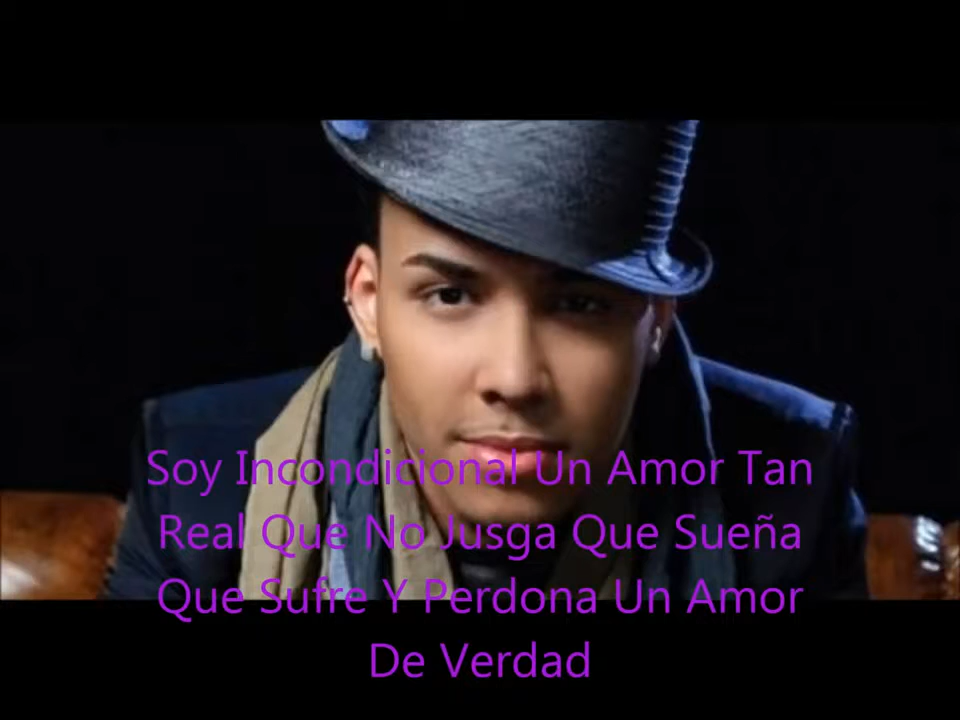 Soy Incondicional Un Amor Tan
Real Que No Jusga Que Sueña
Que Sufre Y Perdona Un Amor
De Verdad